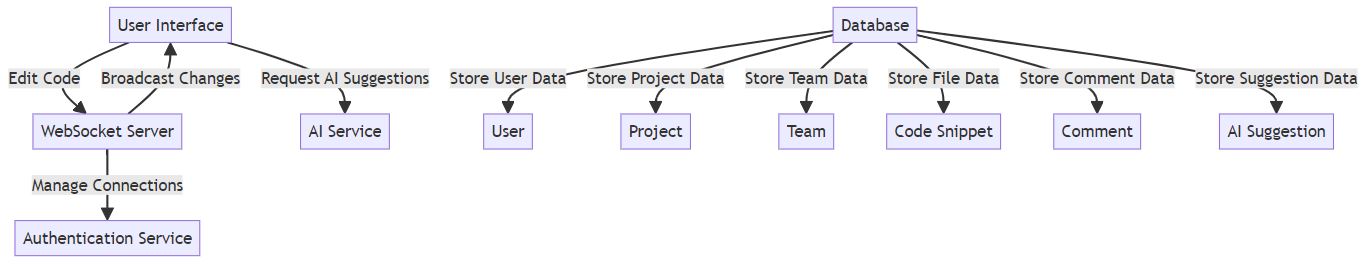 User Interface
Database
Edit Code
Broadcast Changes
Request AI Suggestions
Store User Data
Store Project Data
Store Team Data
Store File Data
Store Comment Data
Store Suggestion Data
WebSocket Server
AI Service
User
Project
Team
Code Snippet
Comment
AI Suggestion
Manage Connections
Authentication Service